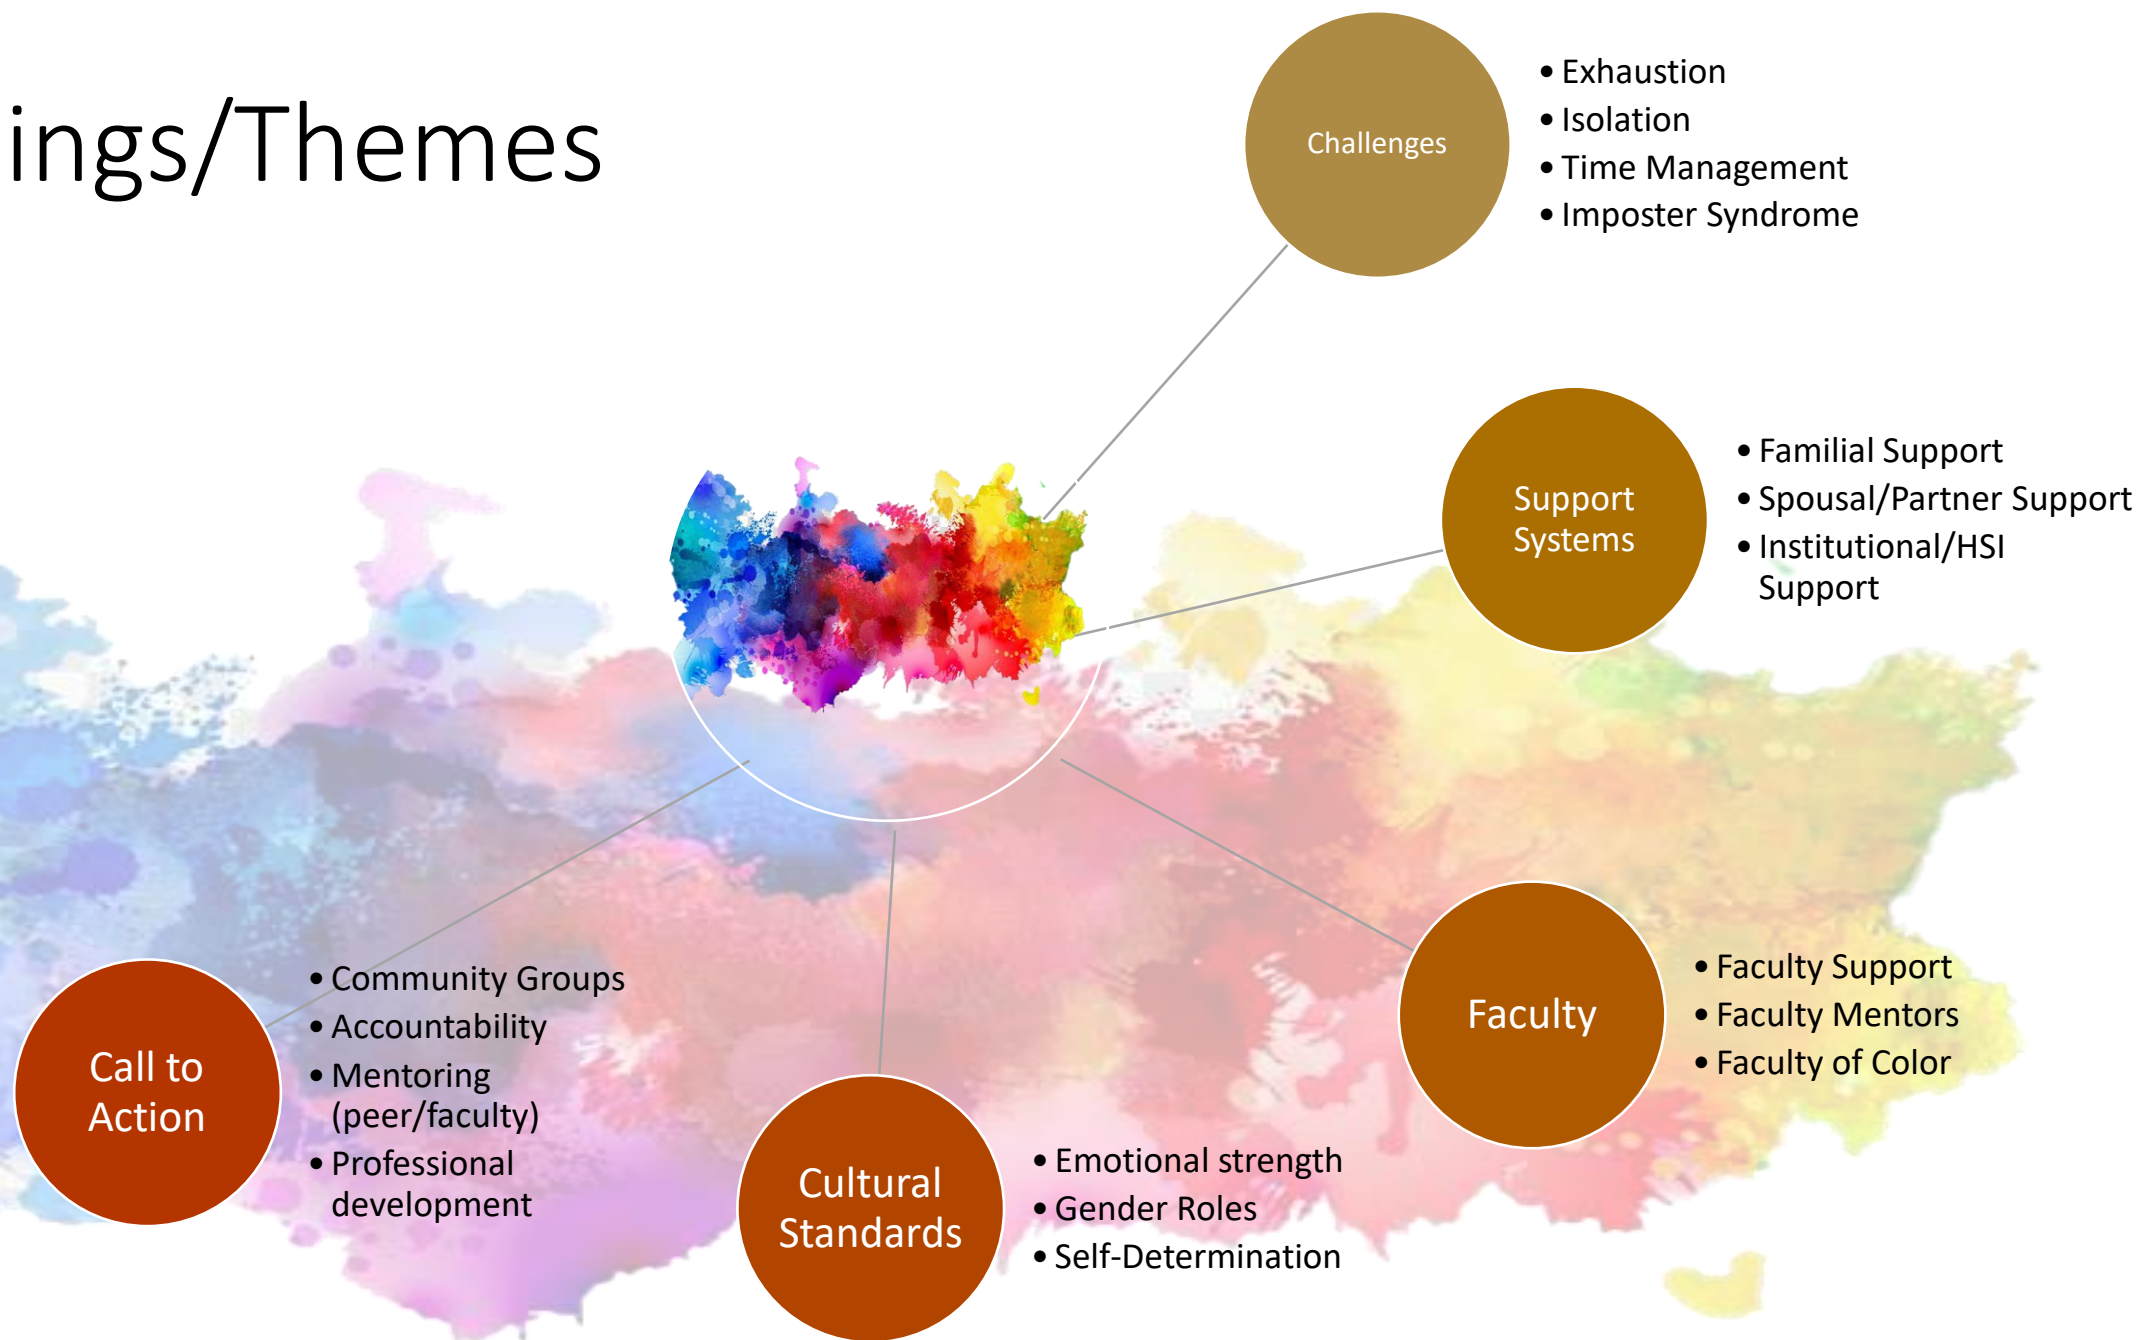 ings/Themes
Challenges
• Exhaustion
• Isolation
• Time Management
• Imposter Syndrome
Support
Systems
• Familial Support
• Spousal/Partner Support
• Institutional/HSI
Support
Faculty
• Faculty Support
• Faculty Mentors
• Faculty of Color
Cultural
Standards
• Emotional strength
• Gender Roles
• Self-Determination
Call to
Action
• Community Groups
• Accountability
• Mentoring
(peer/faculty)
• Professional
development